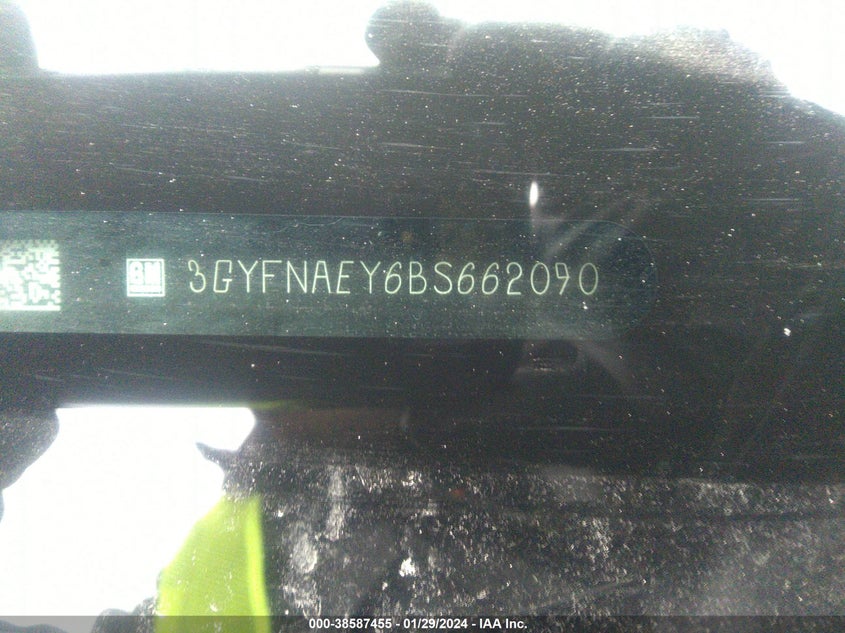 GM 3GYFNAEY6BS662090
000-38587455 - 01/29/2024 - IAA Inc.